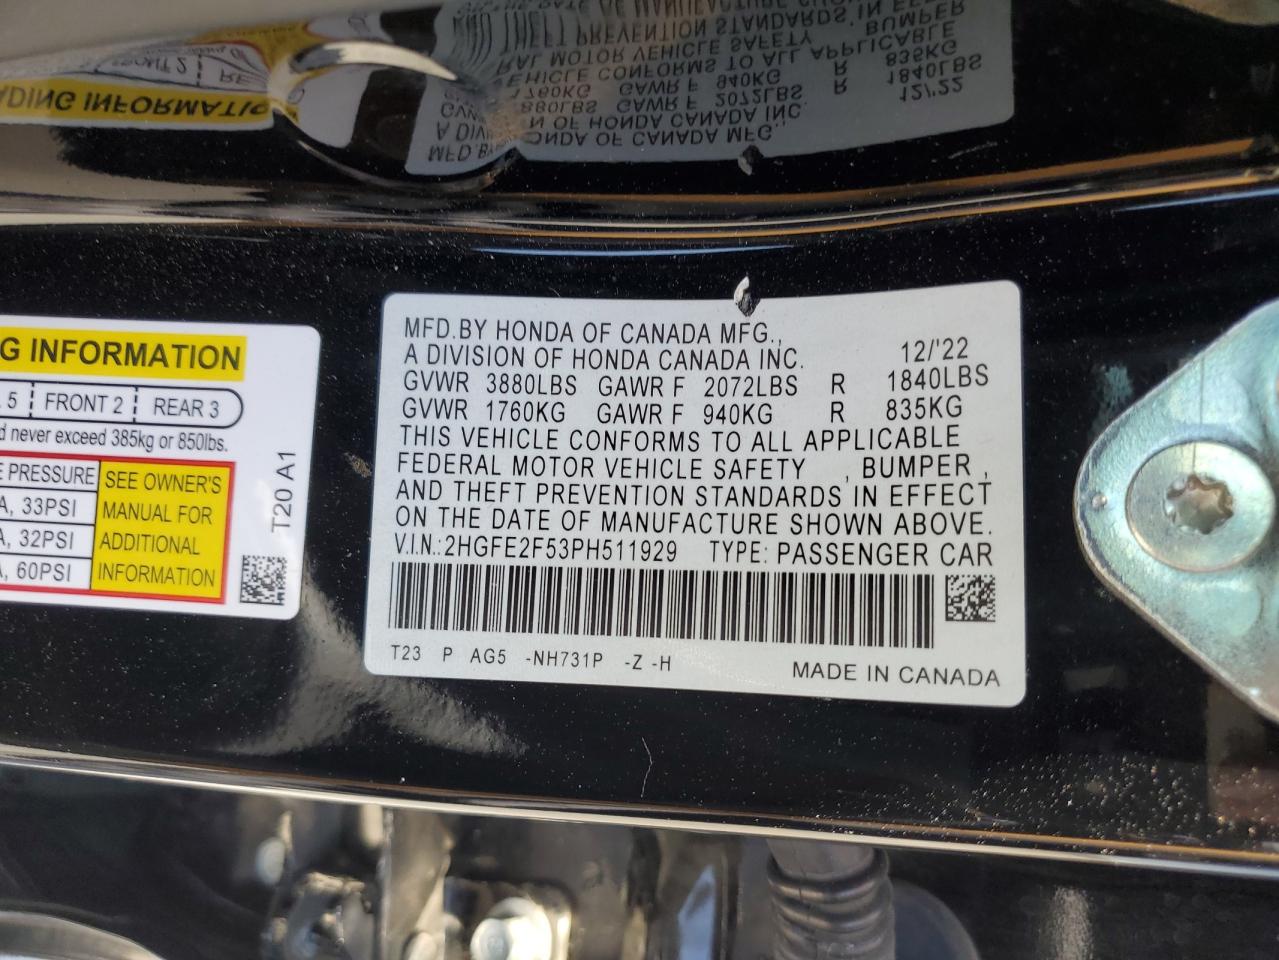 G INFORMATION
5 FRONT 2 REAR 3
never exceed 385kg or 850lbs.
PRESSURE
33PSI
32PSI
60PSI
SEE OWNER'S
MANUAL FOR
ADDITIONAL
INFORMATION
T20 A1
MFD.BY HONDA OF CANADA MFG.,
A DIVISION OF HONDA CANADA INC. 12/'22
GVWR 3880LBS GAWR F 2072LBS R 1840LBS
GVWR 1760KG GAWR F 940KG R 835KG
THIS VEHICLE CONFORMS TO ALL APPLICABLE
FEDERAL MOTOR VEHICLE SAFETY , BUMPER ,
AND THEFT PREVENTION STANDARDS IN EFFECT
ON THE DATE OF MANUFACTURE SHOWN ABOVE.
V.I.N.:2HGFE2F53PH511929 TYPE: PASSENGER CAR
T23 P AG5 -NH731P -Z -H
MADE IN CANADA